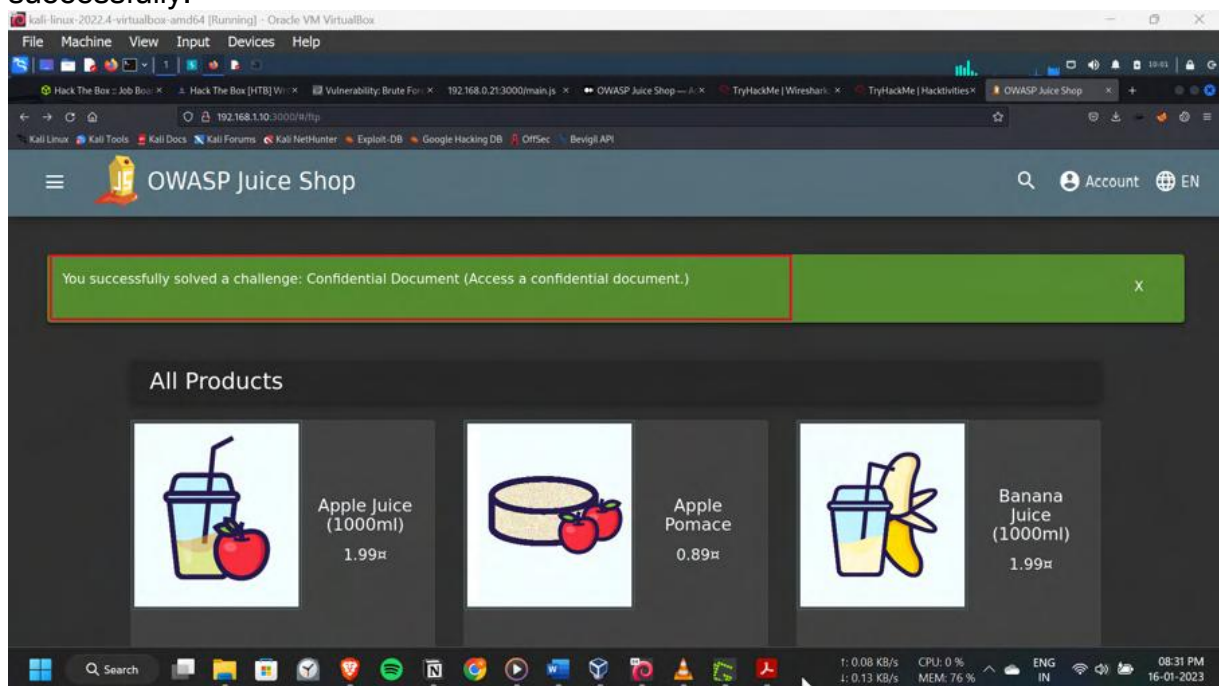 successfully.
kali-linux-2022.4-virtualbox-amd64 [Running] - Oracle VM VirtualBox
File Machine View Input Devices Help
1 10:01
Hack The Box :: Job Boa Hack The Box [HTB] Wr Vulnerability: Brute For 192.168.0.21:3000/main.js OWASP Juice Shop — A TryHackMe | Wireshark: TryHackMe | Hacktivities OWASP Juice Shop
192.168.1.10:3000/#/ftp
Kali Linux Kali Tools Kali Docs Kali Forums Kali NetHunter Exploit-DB Google Hacking DB OffSec Bevigil API
OWASP Juice Shop Account EN
You successfully solved a challenge: Confidential Document (Access a confidential document.) X
All Products
Apple Juice
(1000ml)
1.99¤
Apple
Pomace
0.89¤
Banana
Juice
(1000ml)
1.99¤
Search
↑: 0.08 KB/s CPU: 0 % ENG 08:31 PM
↓: 0.13 KB/s MEM: 76 % IN 16-01-2023